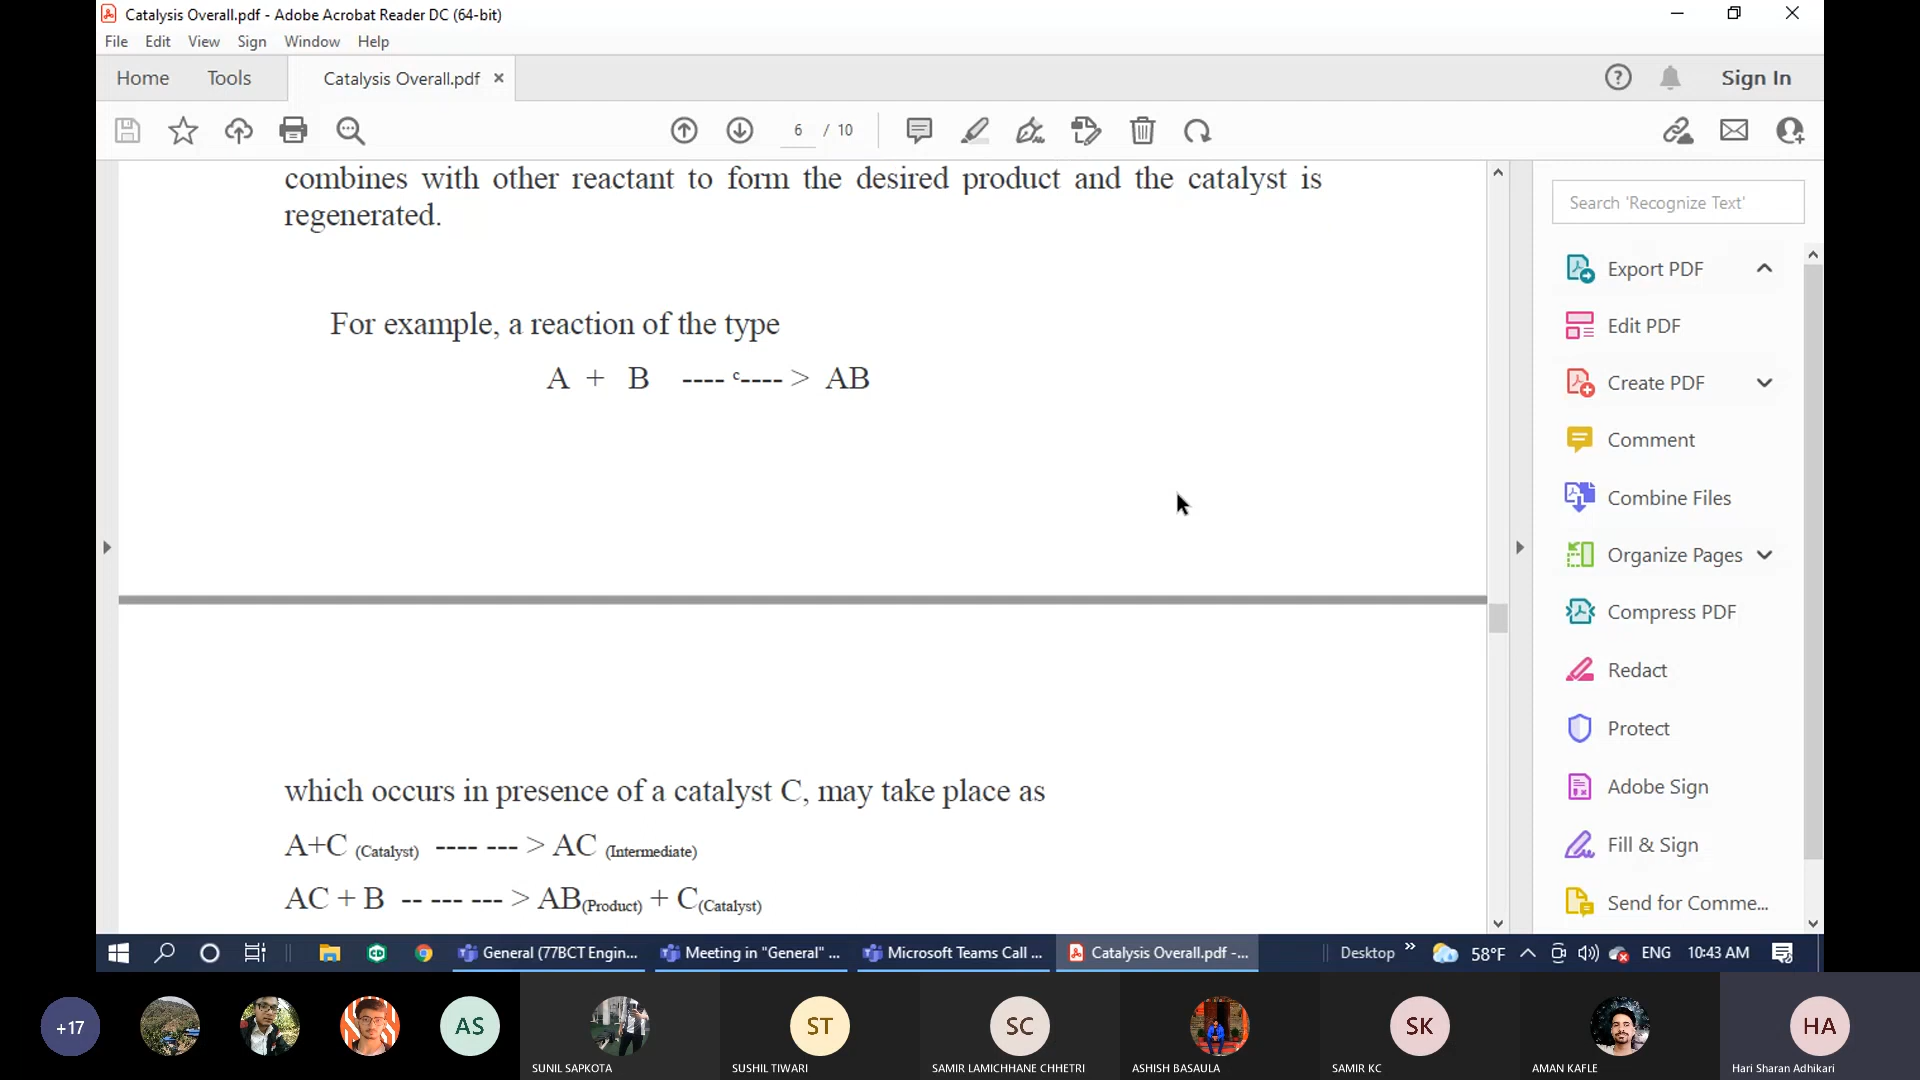 Catalysis Overall.pdf - Adobe Acrobat Reader DC (64-bit)
File Edit View Sign Window Help
Home Tools Catalysis Overall.pdf × Sign In
6 / 10
combines with other reactant to form the desired product and the catalyst is
regenerated.
For example, a reaction of the type
A + B ---- c---- > AB
which occurs in presence of a catalyst C, may take place as
A+C (Catalyst) ---- --- > AC (Intermediate)
AC + B -- --- --- > AB(Product) + C(Catalyst)
Search 'Recognize Text'
Export PDF
Edit PDF
Create PDF
Comment
Combine Files
Organize Pages
Compress PDF
Redact
Protect
Adobe Sign
Fill & Sign
Send for Comme...
General (77BCT Engin... Meeting in "General" ... Microsoft Teams Call ... Catalysis Overall.pdf -... Desktop » 58°F ENG 10:43 AM
+17 AS ST SC SK HA
SUNIL SAPKOTA SUSHIL TIWARI SAMIR LAMICHHANE CHHETRI ASHISH BASAULA SAMIR KC AMAN KAFLE Hari Sharan Adhikari